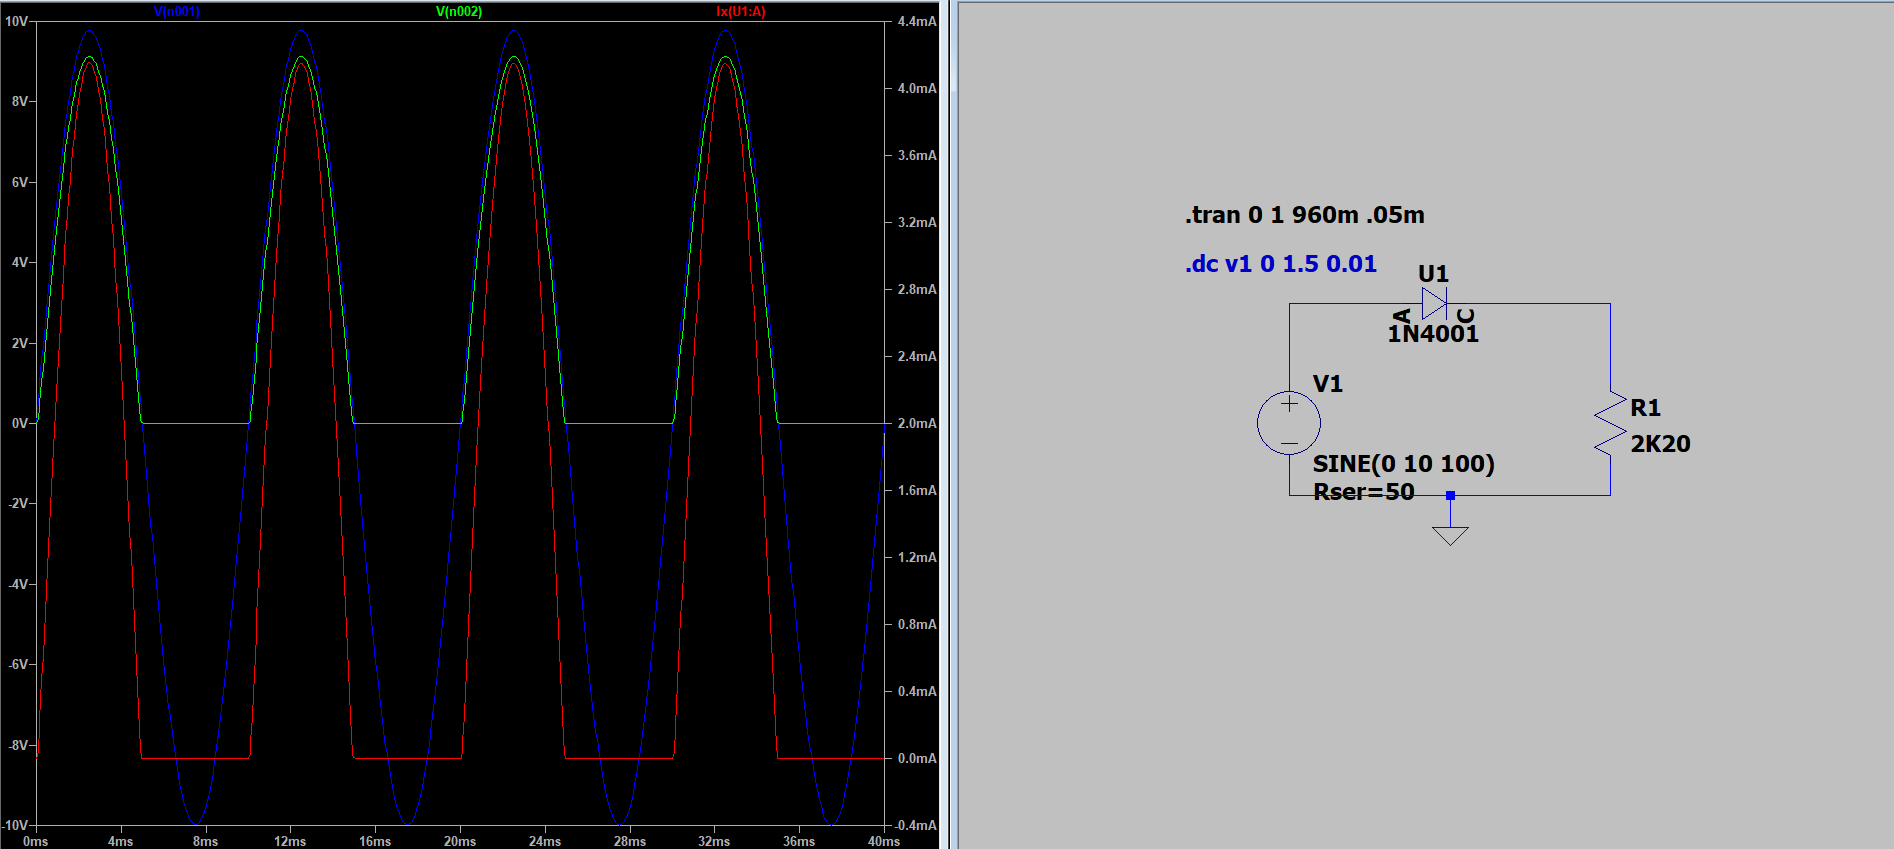 V(n001) V(n002) Ix(U1:A)
10V 4.4mA
8V 4.0mA
6V 3.6mA
4V 3.2mA
2V 2.8mA
0V 2.4mA
-2V 2.0mA
-4V 1.6mA
-6V 1.2mA
-8V 0.8mA
-10V 0.4mA
0.0mA
-0.4mA
0ms 4ms 8ms 12ms 16ms 20ms 24ms 28ms 32ms 36ms 40ms
.tran 0 1 960m .05m
.dc v1 0 1.5 0.01
U1
A C
1N4001
V1
SINE(0 10 100)
Rser=50
R1
2K20